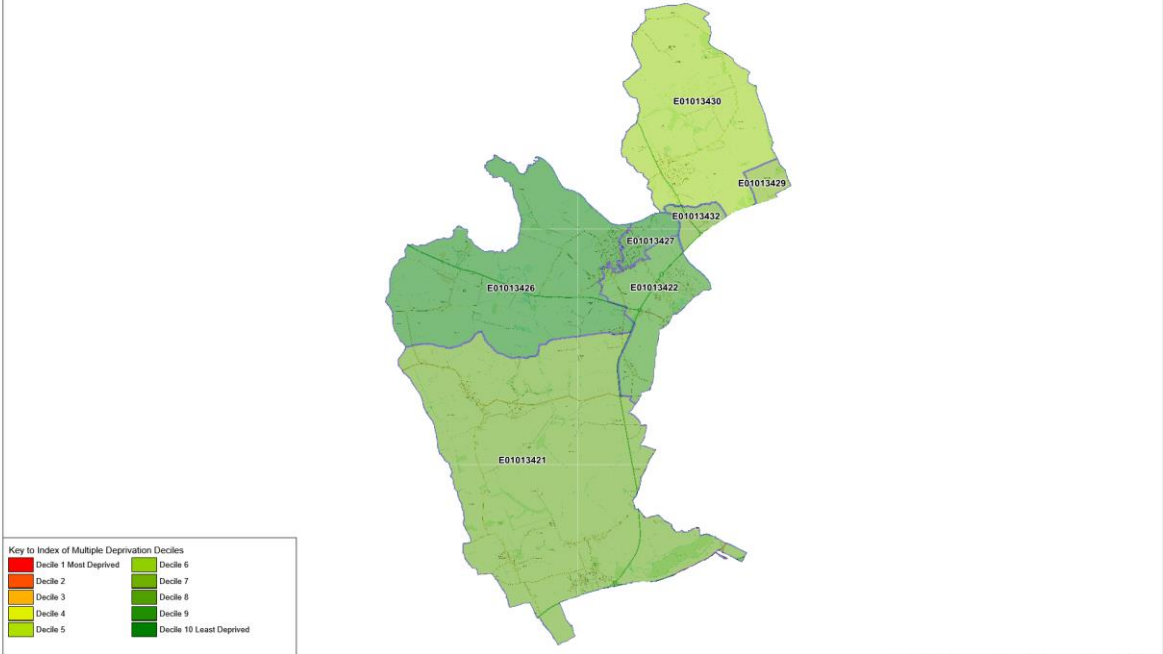 E01013430
E01013429
E01013432
E01013427
E01013426
E01013422
E01013421
Key to Index of Multiple Deprivation Deciles
Decile 1 Most Deprived
Decile 2
Decile 3
Decile 4
Decile 5
Decile 6
Decile 7
Decile 8
Decile 9
Decile 10 Least Deprived